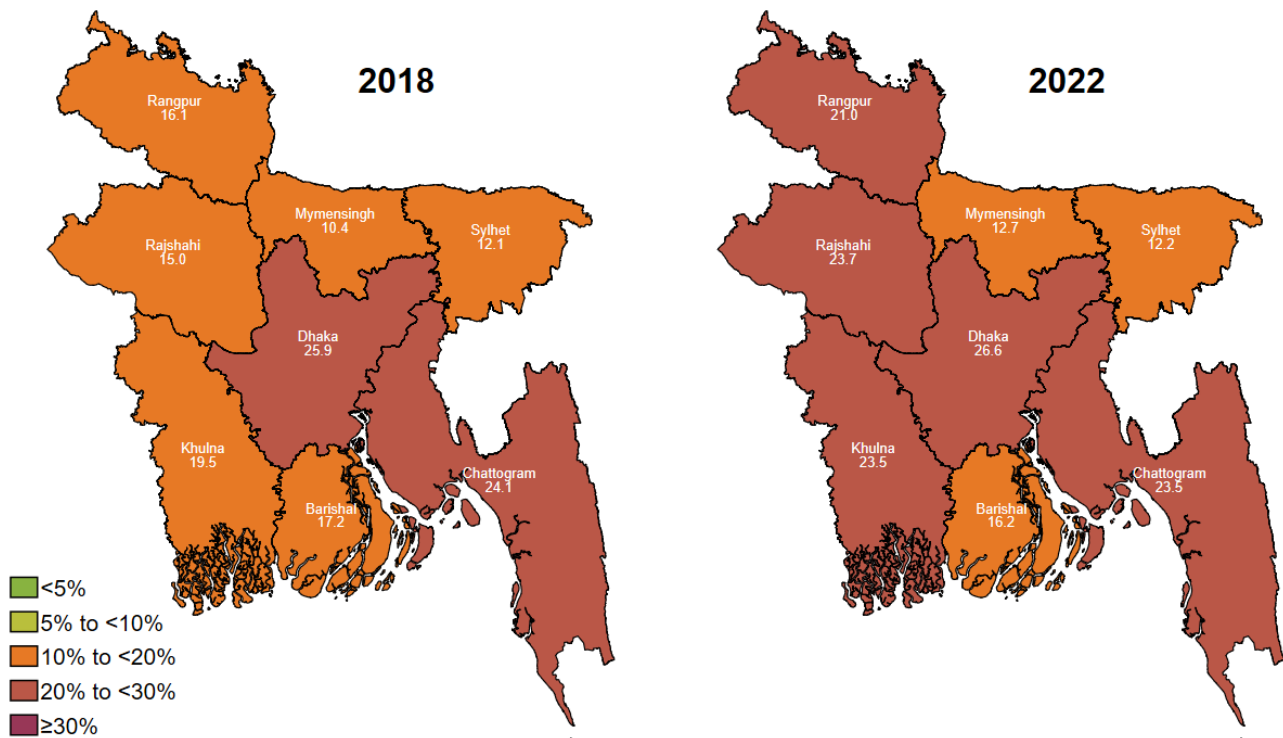 2018
Rangpur
16.1
Mymensingh
10.4
Sylhet
12.1
Rajshahi
15.0
Dhaka
25.9
Khulna
19.5
Chattogram
24.1
Barishal
17.2
<5%
5% to <10%
10% to <20%
20% to <30%
≥30%
2022
Rangpur
21.0
Mymensingh
12.7
Sylhet
12.2
Rajshahi
23.7
Dhaka
26.6
Khulna
23.5
Chattogram
23.5
Barishal
16.2